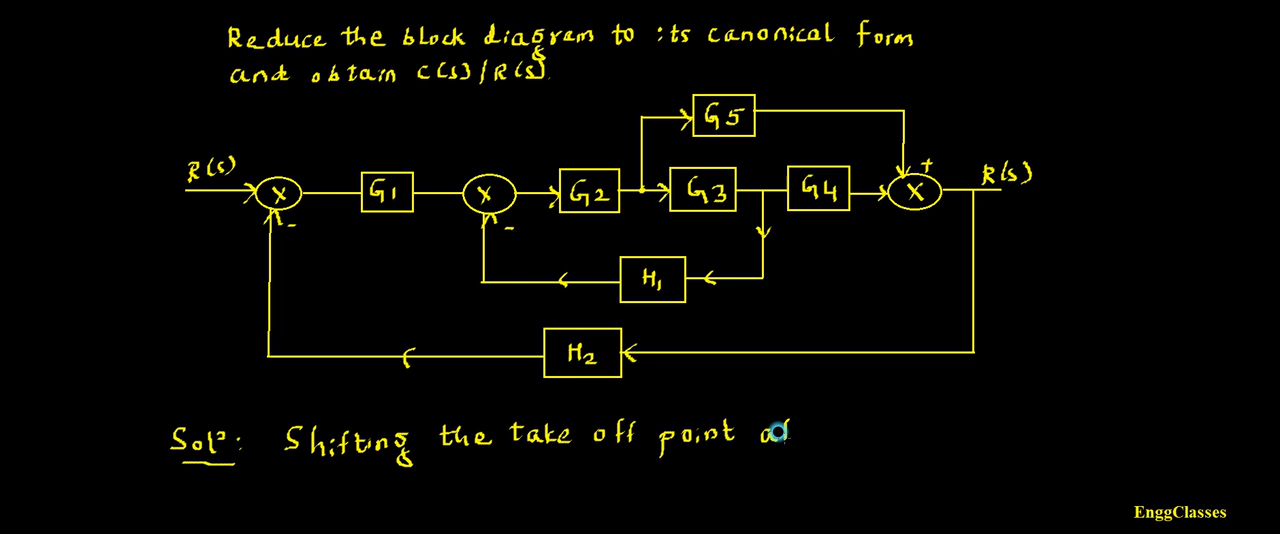 Reduce the block diagram to its canonical form
and obtain C(s)/R(s).
G5
R(s)
X
G1
X
G2
G3
G4
+
X
R(s)
-
-
H1
H2
Solⁿ: Shifting the take off point
EnggClasses